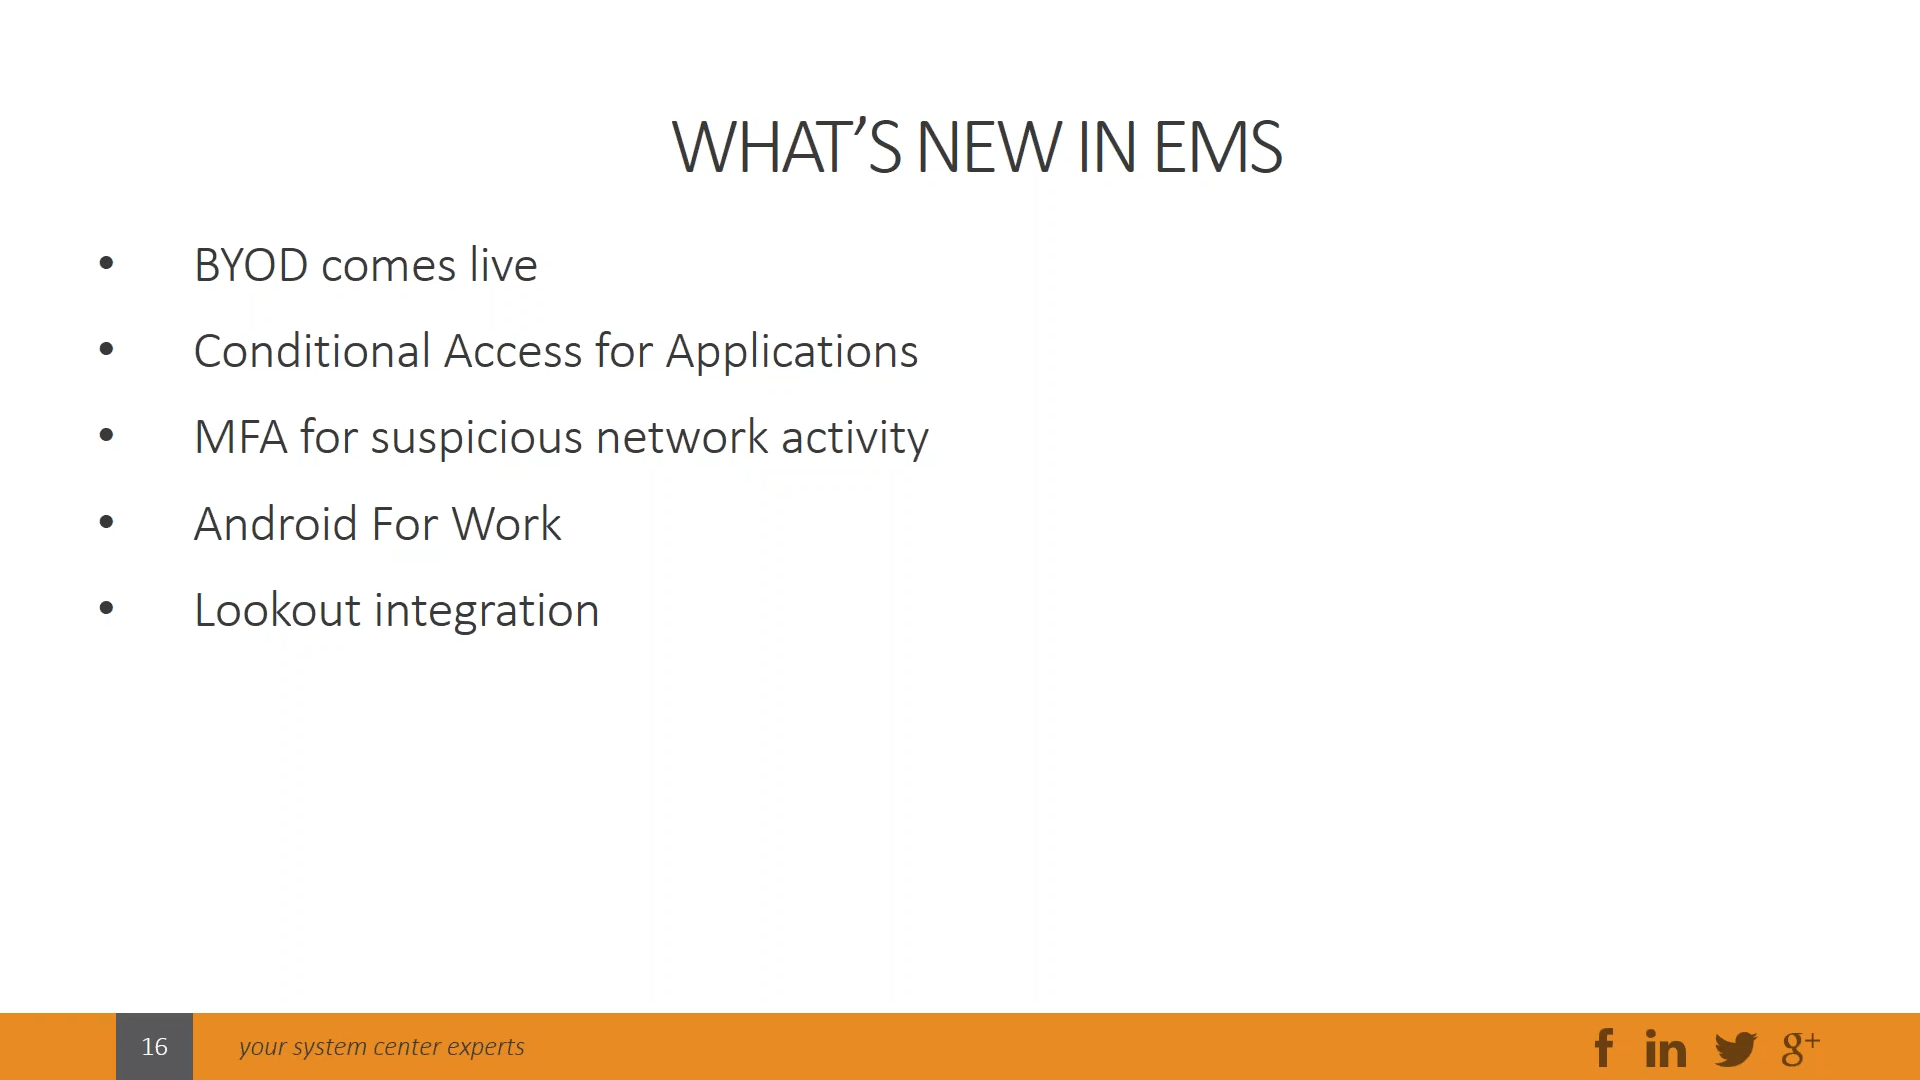 WHAT’S NEW IN EMS
• BYOD comes live
• Conditional Access for Applications
• MFA for suspicious network activity
• Android For Work
• Lookout integration
16
your system center experts
f
in
g+